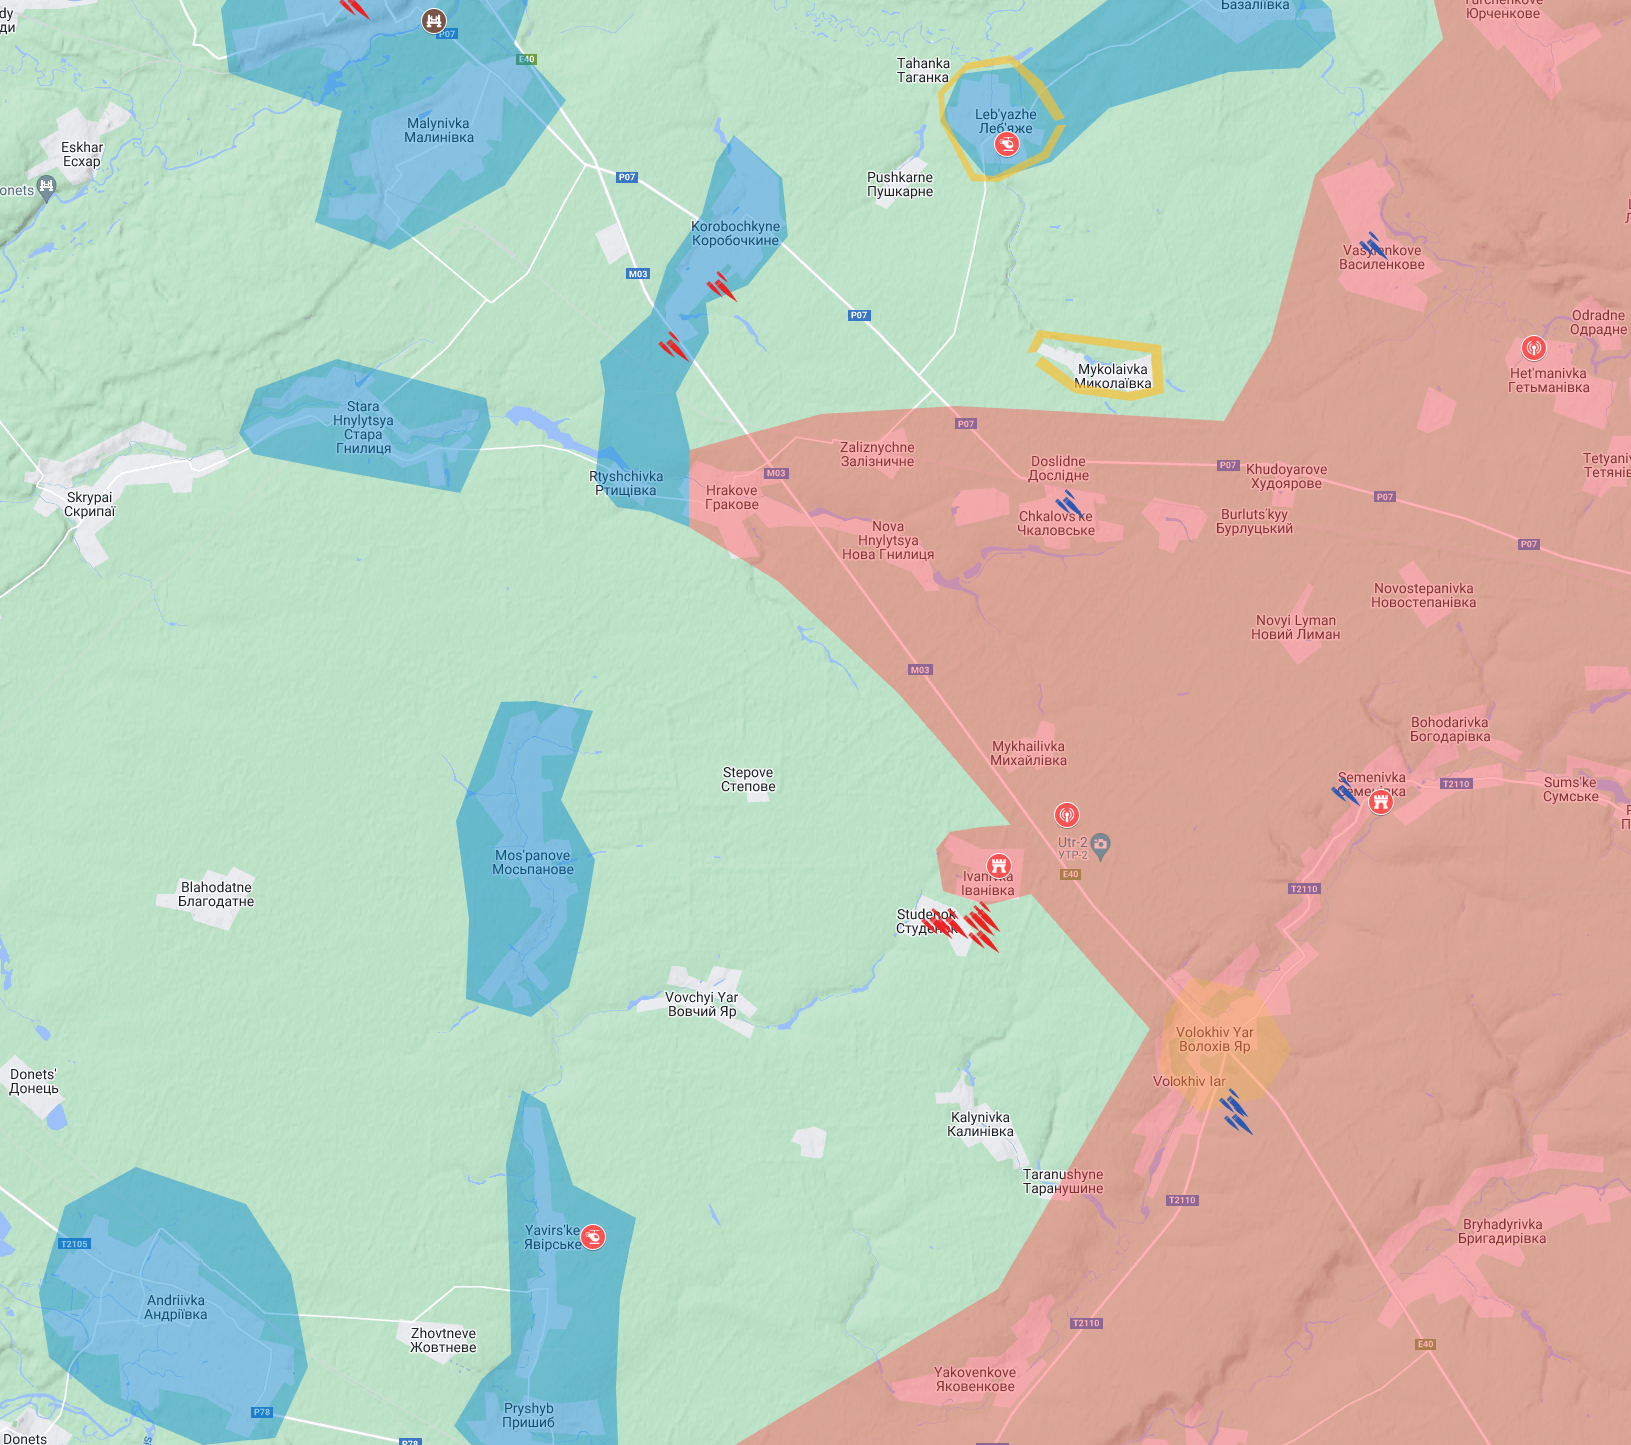 Базаліївка
Юрченкове
P07
E40
Tahanka
Таганка
Leb'yazhe
Леб'яже
Malynivka
Малинівка
Eskhar
Есхар
onets
P07
Pushkarne
Пушкарне
Korobochkyne
Коробочкине
Vasylenkove
Василенкове
M03
P07
Odradne
Одрадне
Mykolaivka
Миколаївка
Het'manivka
Гетьманівка
Stara
Hnylytsya
Стара
Гнилиця
P07
Zaliznychne
Залізничне
Doslidne
Дослідне
P07
Khudoyarove
Худоярове
Tetyaniv
Тетянів
M03
Rtyshchivka
Ртищівка
Hrakove
Гракове
P07
Skrypai
Скрипаї
Chkalovs'ke
Чкаловське
Burluts'kyy
Бурлуцький
Nova
Hnylytsya
Нова Гнилиця
P07
Novostepanivka
Новостепанівка
Novyi Lyman
Новий Лиман
M03
Bohodarivka
Богодарівка
Mykhailivka
Михайлівка
Stepove
Степове
Semenivka
Семенівка
T2110
Sums'ke
Сумське
Utr-2
УТР-2
Mos'panove
Мосьпанове
E40
Ivanivka
Іванівка
T2110
Blahodatne
Благодатне
Studenok
Студенок
Vovchyi Yar
Вовчий Яр
Volokhiv Yar
Волохів Яр
Donets'
Донець
Volokhiv Iar
Kalynivka
Калинівка
Taranushyne
Таранушине
T2110
Yavirs'ke
Явірське
Bryhadyrivka
Бригадирівка
T2105
Andriivka
Андріївка
T2110
Zhovtneve
Жовтневе
E40
Yakovenkove
Яковенкове
P78
Pryshyb
Пришиб
Donets
P78